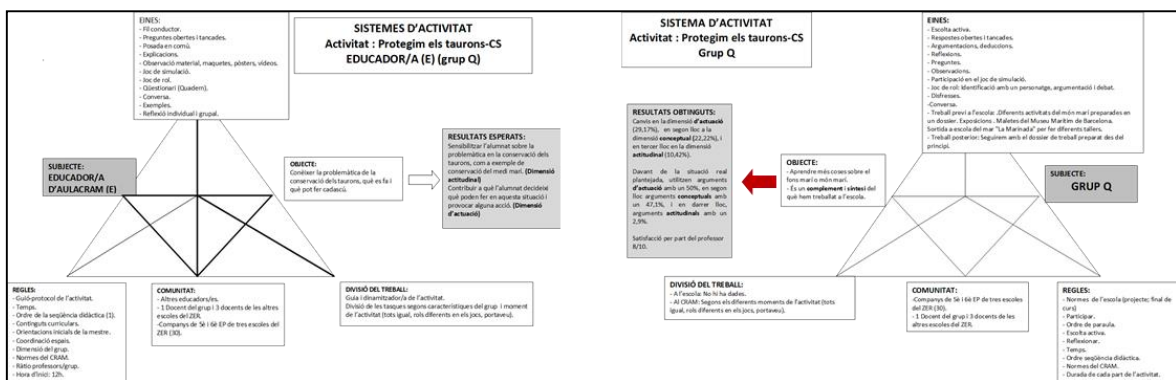 EINES:
- Fil conductor.
- Preguntes obertes i tancades.
- Posada en comú.
- Explicacions.
- Observació material, maquetes, pòsters, vídeos.
- Joc de simulació.
- Joc de rol.
- Qüestionari (Quadern).
- Conversa.
- Exemples.
- Reflexió individual i grupal.
SISTEMES D'ACTIVITAT
Activitat : Protegim els taurons-CS
EDUCADOR/A (E) (grup Q)
SUBJECTE:
EDUCADOR/A
D'AULACRAM (E)
OBJECTE:
Conèixer la problemàtica de la
conservació dels taurons, què es fa i
què pot fer cadascú.
RESULTATS ESPERATS:
Sensibilitzar l'alumnat sobre la
problemàtica en la conservació dels
taurons, com a exemple de
conservació del medi marí. (Dimensió
actitudinal)
Contribuir a què l'alumnat decideixi
què poden fer en aquesta situació i
provocar alguna acció. (Dimensió
d'actuació)
REGLES:
- Guió-protocol de l'activitat.
- Temps.
- Ordre de la seqüència didàctica (1).
- Continguts curriculars.
- Orientacions inicials de la mestre.
- Coordinació espais.
- Dimensió del grup.
- Normes del CRAM.
- Ràtio professors/grup.
- Hora d'inici: 12h.
COMUNITAT:
- Altres educadors/es.
- 1 Docent del grup i 3 docents de les altres
escoles del ZER.
-Companys de 5è i 6è EP de tres escoles del
ZER (30).
DIVISIÓ DEL TREBALL:
Guia i dinamitzador/a de l'activitat.
Divisió de les tasques segons característiques del grup i moment
de l'activitat (tots igual, rols diferents en els jocs, portaveu).
SISTEMA D'ACTIVITAT
Activitat : Protegim els taurons-CS
Grup Q
EINES:
- Escolta activa.
- Respostes obertes i tancades.
- Argumentacions, deduccions.
- Reflexions.
- Preguntes.
- Observacions.
- Participació en el joc de simulació.
- Joc de rol: Identificació amb un personatge, argumentació i debat.
- Disfresses.
-Conversa.
- Treball previ a l'escola: .Diferents activitats del món marí preparades en
un dossier. Exposicions . Maletes del Museu Marítim de Barcelona.
Sortida a escola del mar "La Marinada" per fer diferents tallers.
- Treball posterior: Seguirem amb el dossier de treball preparat des del
principi.
RESULTATS OBTINGUTS:
Canvis en la dimensió d'actuació
(29,17%), en segon lloc a la
dimensió conceptual (22,22%), i
en tercer lloc en la dimensió
actitudinal (10,42%).
Davant de la situació real
plantejada, utilitzen arguments
d'actuació amb un 50%, en segon
lloc arguments conceptuals amb
un 47,1%, i en darrer lloc,
arguments actitudinals amb un
2,9%.
Satisfacció per part del professor
8/10.
OBJECTE:
- Aprendre més coses sobre el
fons marí o món marí.
- És un complement i síntesi del
què hem treballat a l'escola.
SUBJECTE:
GRUP Q
DIVISIÓ DEL TREBALL:
- A l'escola: No hi ha dades.
- Al CRAM: Segons els diferents moments de l'activitat (tots
igual, rols diferents en els jocs, portaveu).
COMUNITAT:
-Companys de 5è i 6è EP de tres escoles
del ZER (30).
- 1 Docent del grup i 3 docents de les
altres escoles del ZER.
REGLES:
- Normes de l'escola (projecte; final de
curs)
- Participar.
- Ordre de paraula.
- Escolta activa.
- Reflexionar.
- Temps.
- Ordre seqüència didàctica.
- Normes del CRAM.
- Durada de cada part de l'activitat.